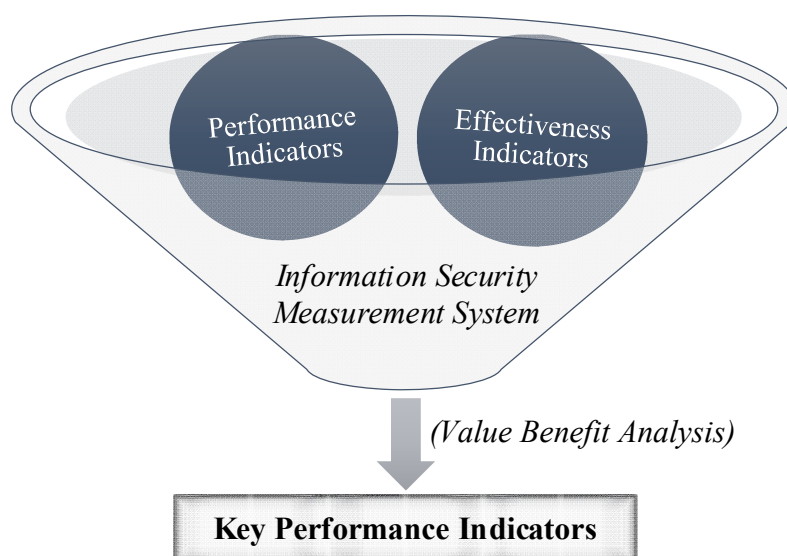 Performance
Indicators
Effectiveness
Indicators
Information Security
Measurement System
(Value Benefit Analysis)
Key Performance Indicators